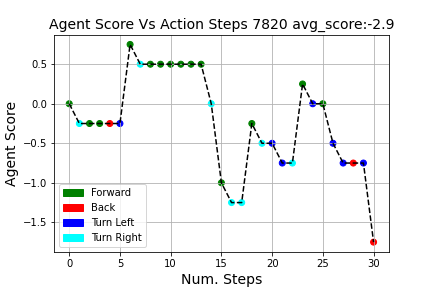 Agent Score Vs Action Steps 7820 avg_score:-2.9
Agent Score
0.5
0.0
−0.5
−1.0
−1.5
Forward
Back
Turn Left
Turn Right
0 5 10 15 20 25 30
Num. Steps